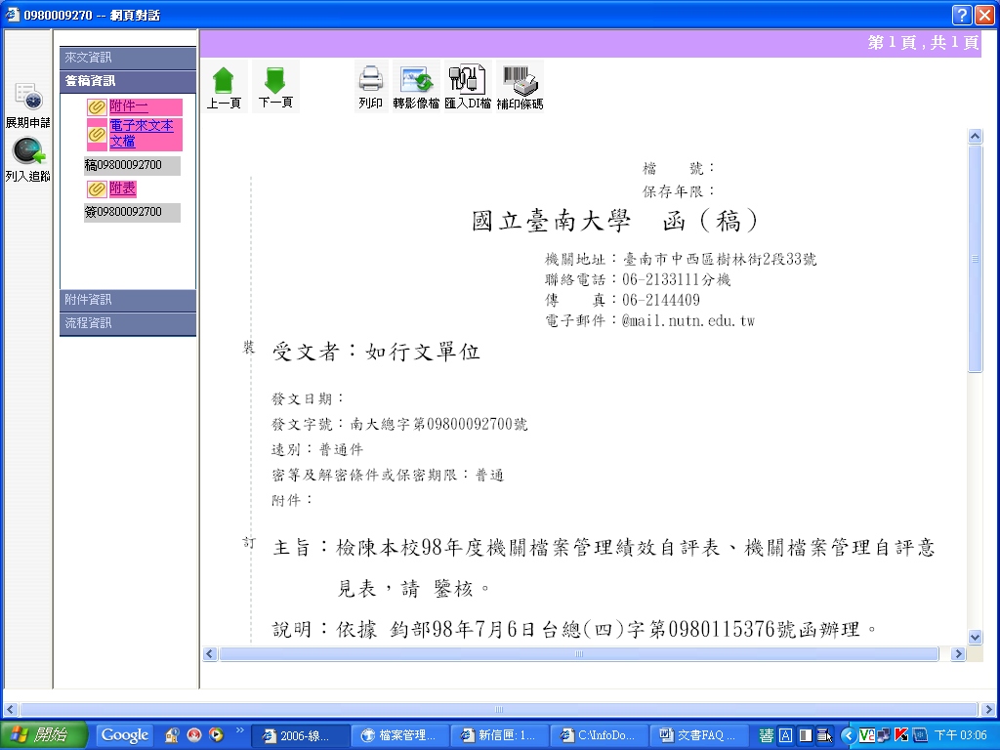 0980009270 -- 網頁對話
第 1 頁 , 共 1 頁
展期申請
列入追蹤
來文資訊
簽稿資訊
附件一
電子來文本
文檔
稿09800092700
附表
簽09800092700
附件資訊
流程資訊
上一頁
下一頁
列印
轉影像檔
匯入DI檔
補印條碼
檔　　號：
保存年限：
國立臺南大學　函（稿）
機關地址：臺南市中西區樹林街2段33號
聯絡電話：06-2133111分機
傳　　真：06-2144409
電子郵件：@mail.nutn.edu.tw
裝
受文者：如行文單位
發文日期：
發文字號：南大總字第09800092700號
速別：普通件
密等及解密條件或保密期限：普通
附件：
訂
主旨：檢陳本校98年度機關檔案管理績效自評表、機關檔案管理自評意
見表，請 鑒核。
說明：依據 鈞部98年7月6日台總(四)字第0980115376號函辦理。
開始
Google
2006-線...
檔案管理...
新信匣: 1...
C:\InfoDo...
文書FAQ ...
下午 03:06